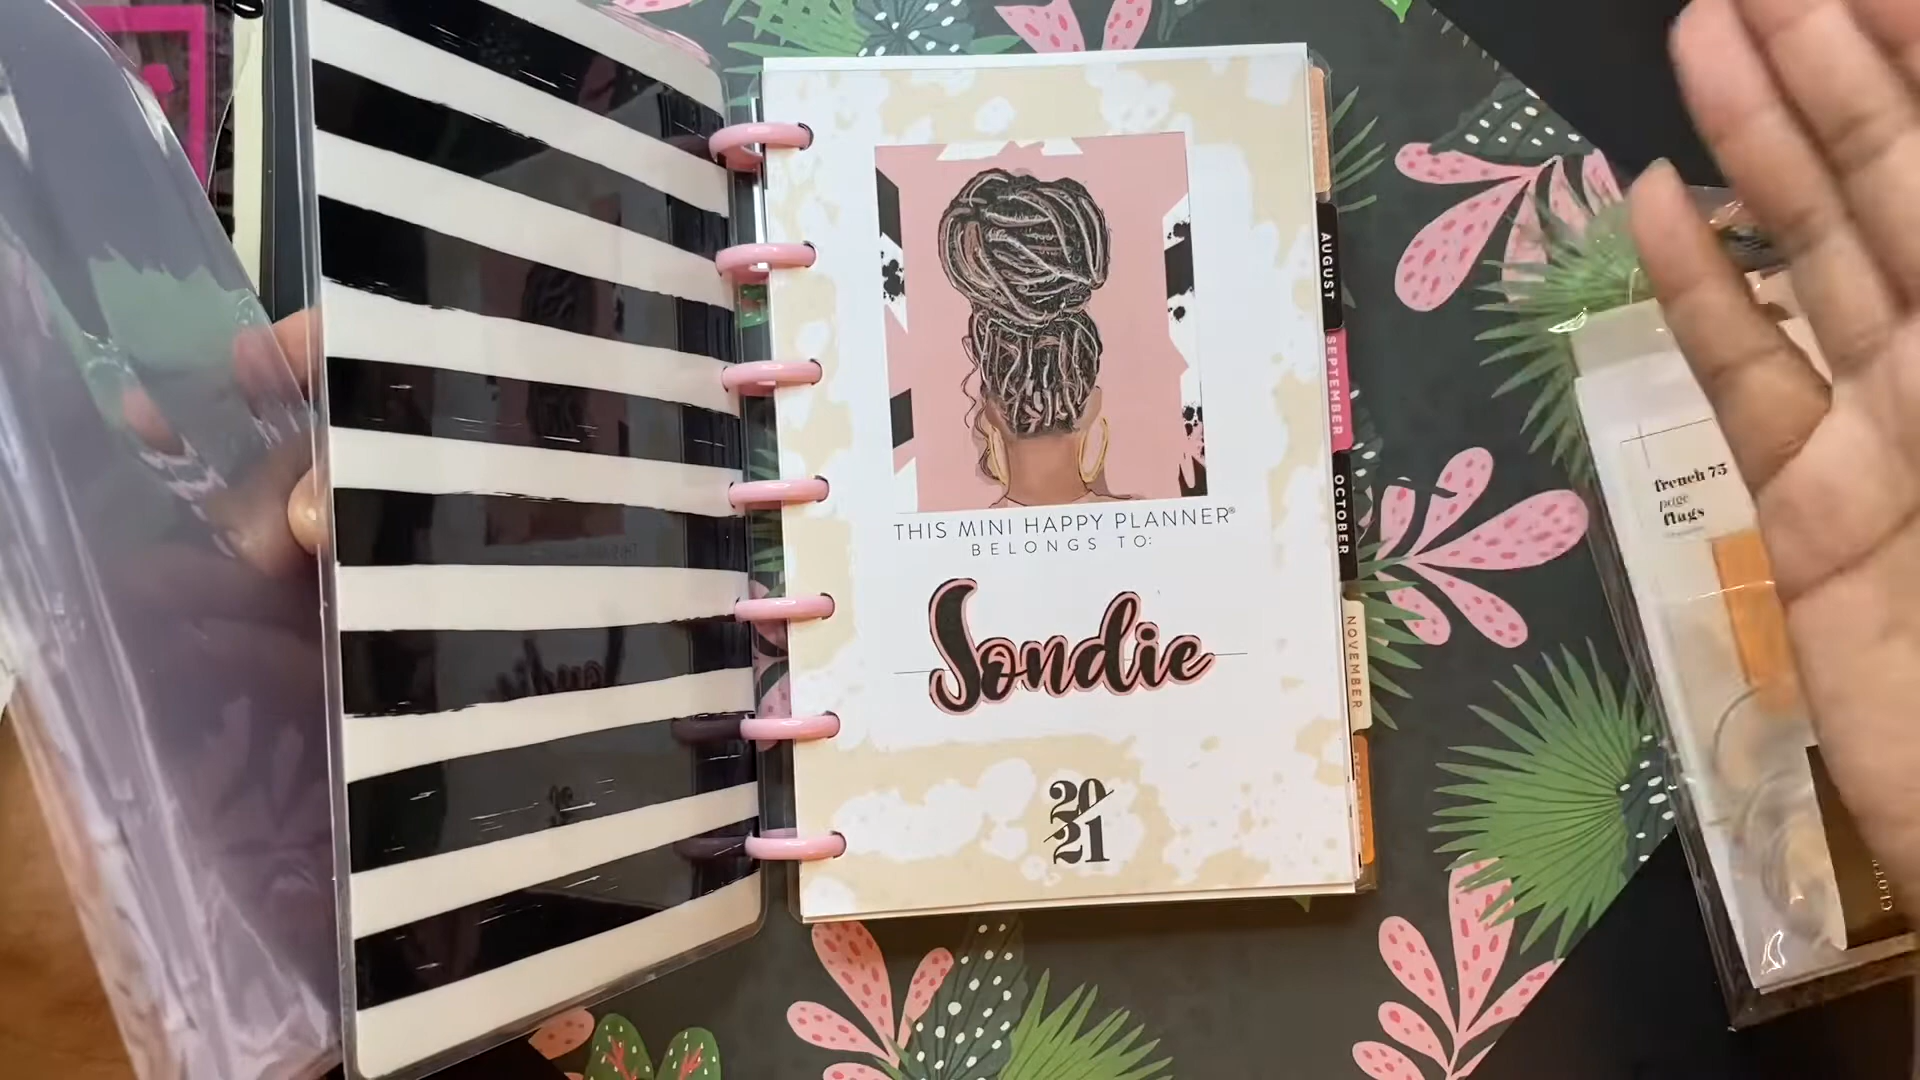 THIS MINI HAPPY PLANNER®
BELONGS TO:
Sondie
20
21
AUGUST
SEPTEMBER
OCTOBER
NOVEMBER
french 75
page
flags